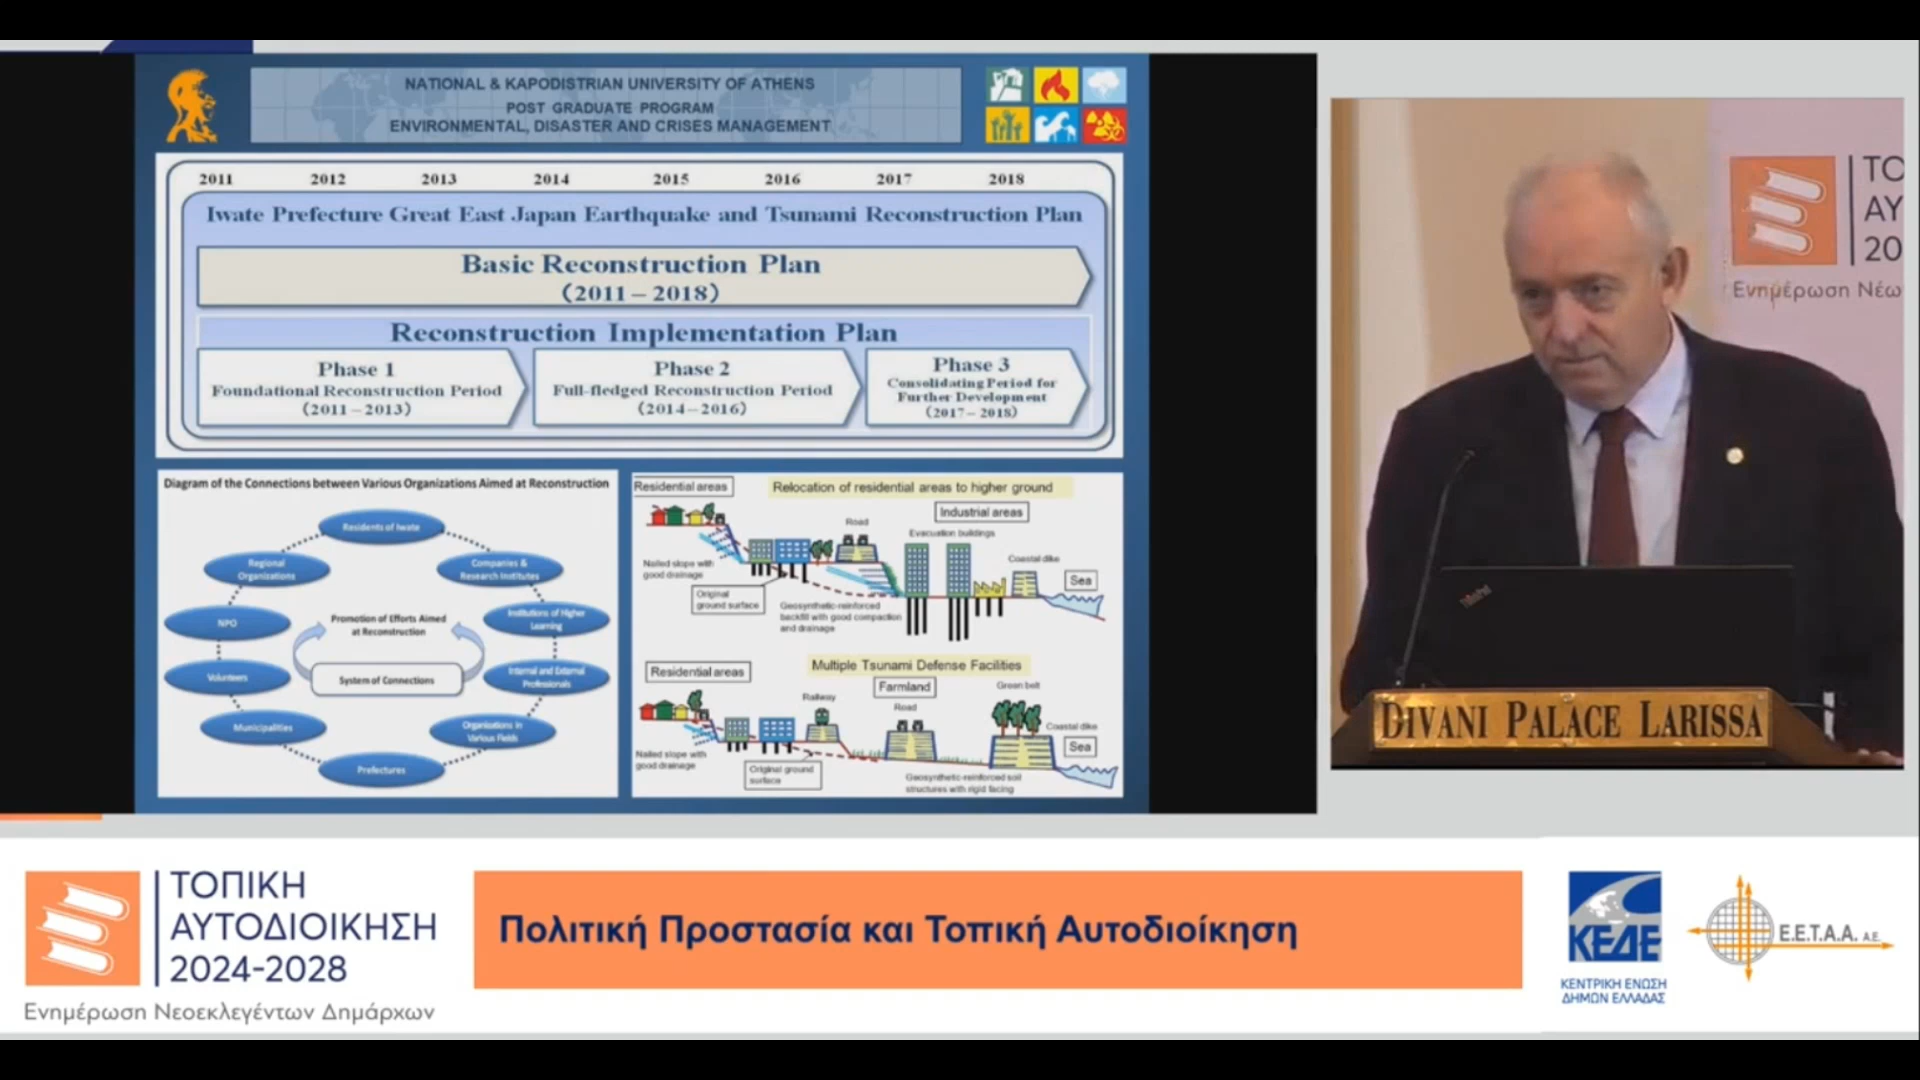 NATIONAL & KAPODISTRIAN UNIVERSITY OF ATHENS
POST GRADUATE PROGRAM
ENVIRONMENTAL, DISASTER AND CRISES MANAGEMENT
2011 2012 2013 2014 2015 2016 2017 2018
Iwate Prefecture Great East Japan Earthquake and Tsunami Reconstruction Plan
Basic Reconstruction Plan
(2011 – 2018)
Reconstruction Implementation Plan
Phase 1
Foundational Reconstruction Period
(2011 – 2013)
Phase 2
Full-fledged Reconstruction Period
(2014 – 2016)
Phase 3
Consolidating Period for
Further Development
(2017 – 2018)
Diagram of the Connections between Various Organizations Aimed at Reconstruction
Residents of Iwate
Regional
Organizations
Companies &
Research Institutes
NPO
Promotion of Efforts Aimed
at Reconstruction
Institutions of Higher
Learning
Volunteers
System of Connections
Internal and External
Professionals
Municipalities
Organizations in
Various Fields
Prefectures
Residential areas
Relocation of residential areas to higher ground
Industrial areas
Road
Evacuation buildings
Coastal dike
Nailed slope with
good drainage
Sea
Original
ground surface
Geosynthetic-reinforced
backfill with good compaction
and drainage
Multiple Tsunami Defense Facilities
Residential areas
Farmland
Green belt
Railway
Road
Coastal dike
Sea
Nailed slope with
good drainage
Original ground
surface
Geosynthetic-reinforced soil
structures with rigid facing
ΤΟ
ΑΥ
20
Ενημέρωση Νέω
ThinkPad
DIVANI PALACE LARISSA
ΤΟΠΙΚΗ
ΑΥΤΟΔΙΟΙΚΗΣΗ
2024-2028
Ενημέρωση Νεοεκλεγέντων Δημάρχων
Πολιτική Προστασία και Τοπική Αυτοδιοίκηση
ΚΕΔΕ
ΚΕΝΤΡΙΚΗ ΕΝΩΣΗ
ΔΗΜΩΝ ΕΛΛΑΔΑΣ
Ε.Ε.Τ.Α.Α. Α.Ε.